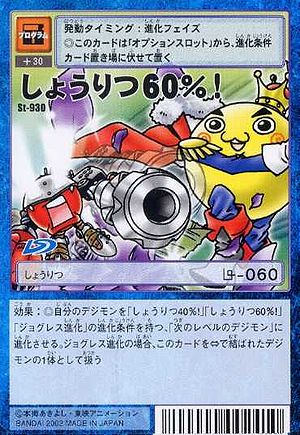 プログラム
+30
発動タイミング：進化フェイズ
◎このカードは「オプションスロット」から、進化条件
カード置き場に伏せて置く
しょうりつ60%!
St-930
しょうりつ
-060
効果：◎自分のデジモンを「しょうりつ40%!」「しょうりつ60%!」
「ジョグレス進化」の進化条件を持つ、「次のレベルのデジモン」に
進化させる。◎ジョグレス進化の場合、このカードを⇔で結ばれたデジ
モンの1体として扱う
©本郷あきよし・東映アニメーション
BANDAI 2002 MADE IN JAPAN